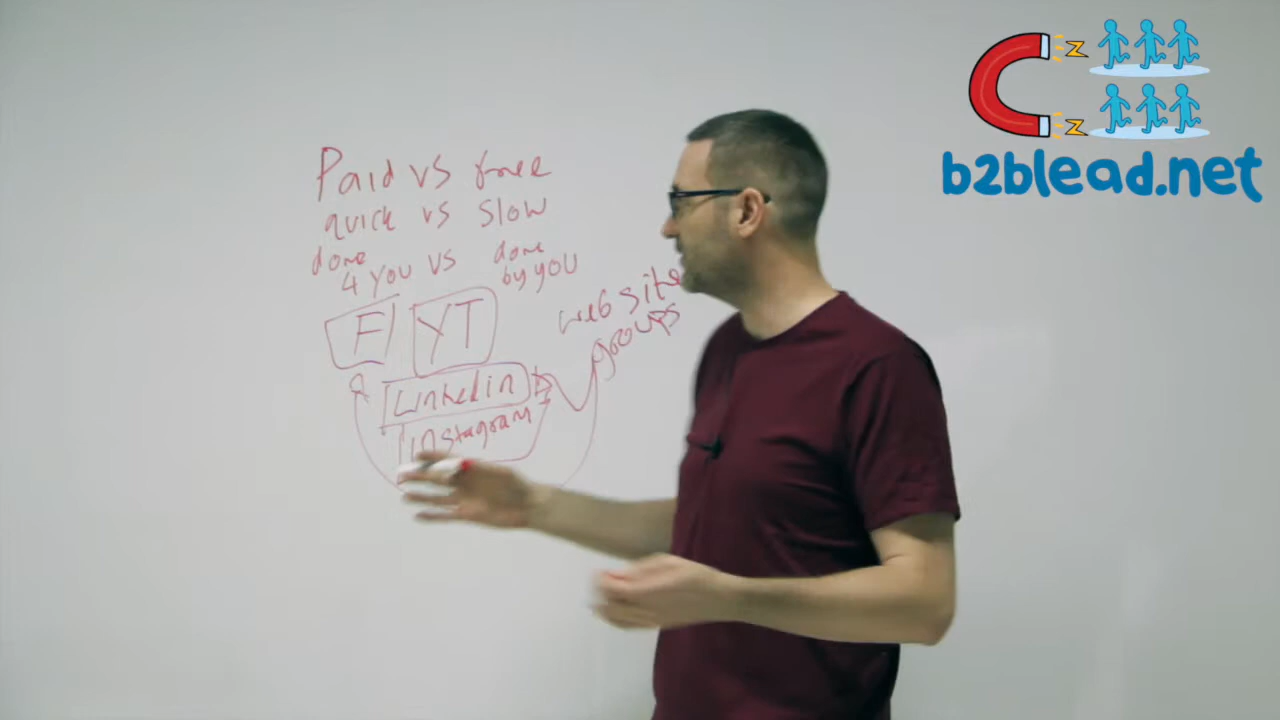 b2blead.net
Paid vs free
quick vs slow
done 4 you vs done by you
F YT
Linkedin
instagram
website
groups